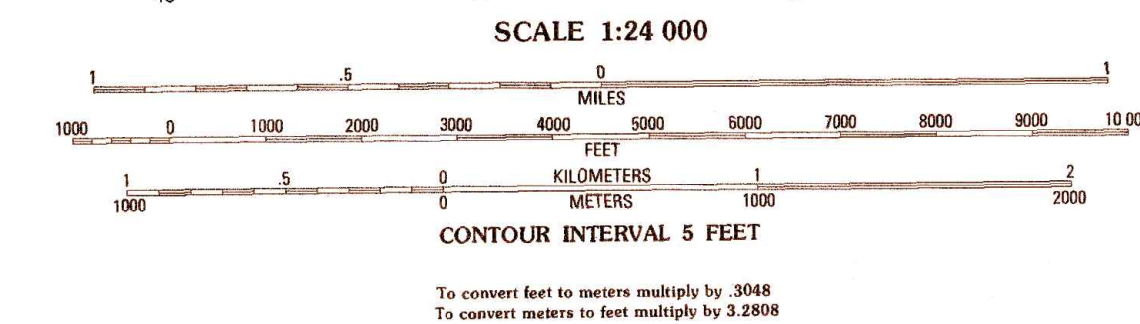 SCALE 1:24 000
1 .5 0 1
MILES
1000 0 1000 2000 3000 4000 5000 6000 7000 8000 9000 10 00
FEET
1 .5 0 KILOMETERS 1 2
1000 0 METERS 1000 2000
CONTOUR INTERVAL 5 FEET
To convert feet to meters multiply by .3048
To convert meters to feet multiply by 3.2808